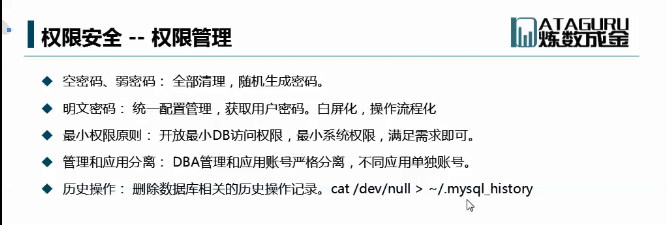 权限安全 -- 权限管理
DATAGURU
炼数成金
空密码、弱密码： 全部清理，随机生成密码。
明文密码： 统一配置管理，获取用户密码。白屏化，操作流程化
最小权限原则： 开放最小DB访问权限，最小系统权限，满足需求即可。
管理和应用分离： DBA管理和应用账号严格分离，不同应用单独账号。
历史操作： 删除数据库相关的历史操作记录。cat /dev/null > ~/.mysql_history